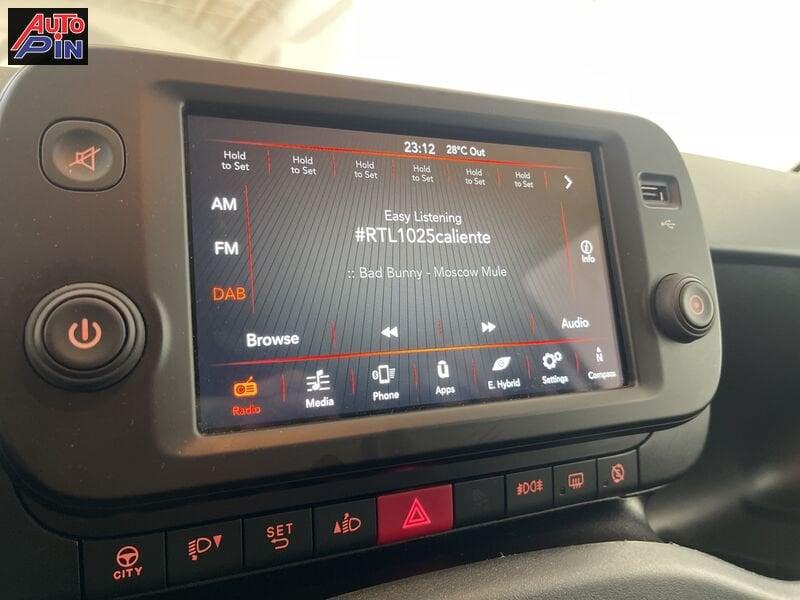 AUTO
PIN
23:12 28°C Out
Hold
to Set
Hold
to Set
Hold
to Set
Hold
to Set
Hold
to Set
Hold
to Set
AM
FM
DAB
Easy Listening
#RTL1025caliente
:: Bad Bunny - Moscow Mule
Info
Browse
Audio
Radio
Media
Phone
Apps
E. Hybrid
Settings
N
Compass
CITY
SET